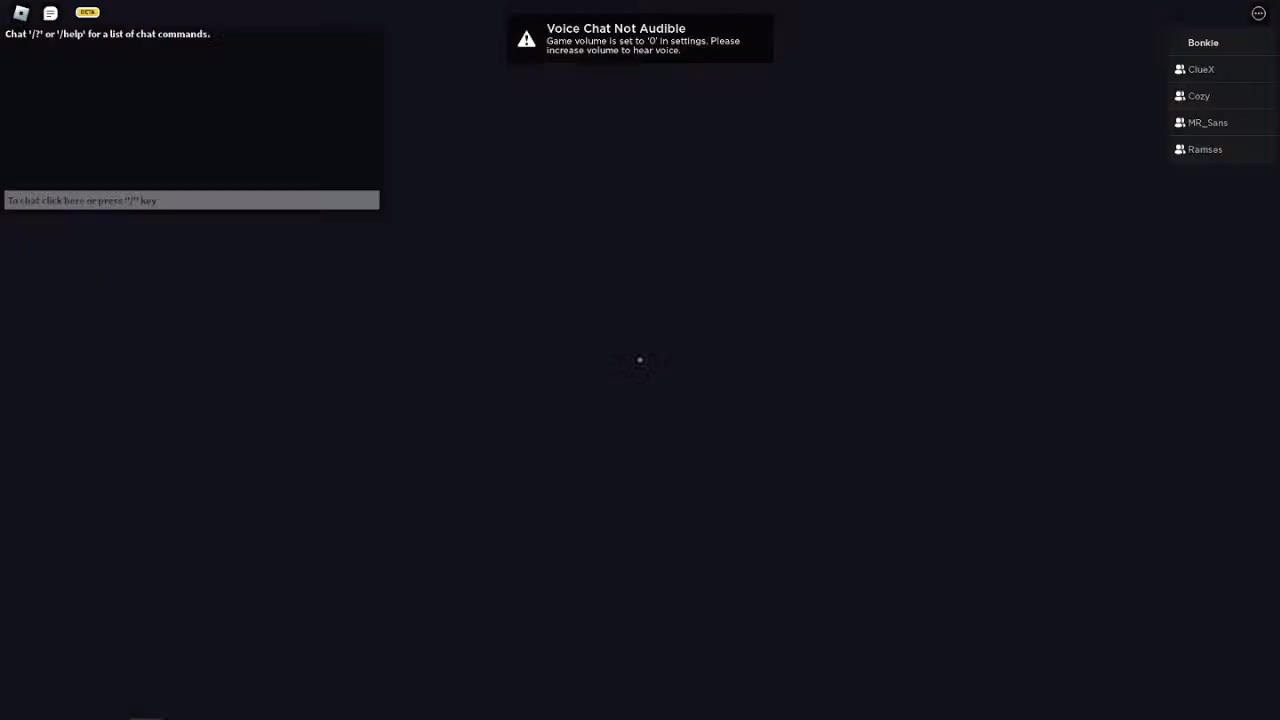 BETA
Chat '/?' or '/help' for a list of chat commands.
To chat click here or press "/" key
Voice Chat Not Audible
Game volume is set to '0' in settings. Please
increase volume to hear voice.
Bonkie
ClueX
Cozy
MR_Sans
Ramses